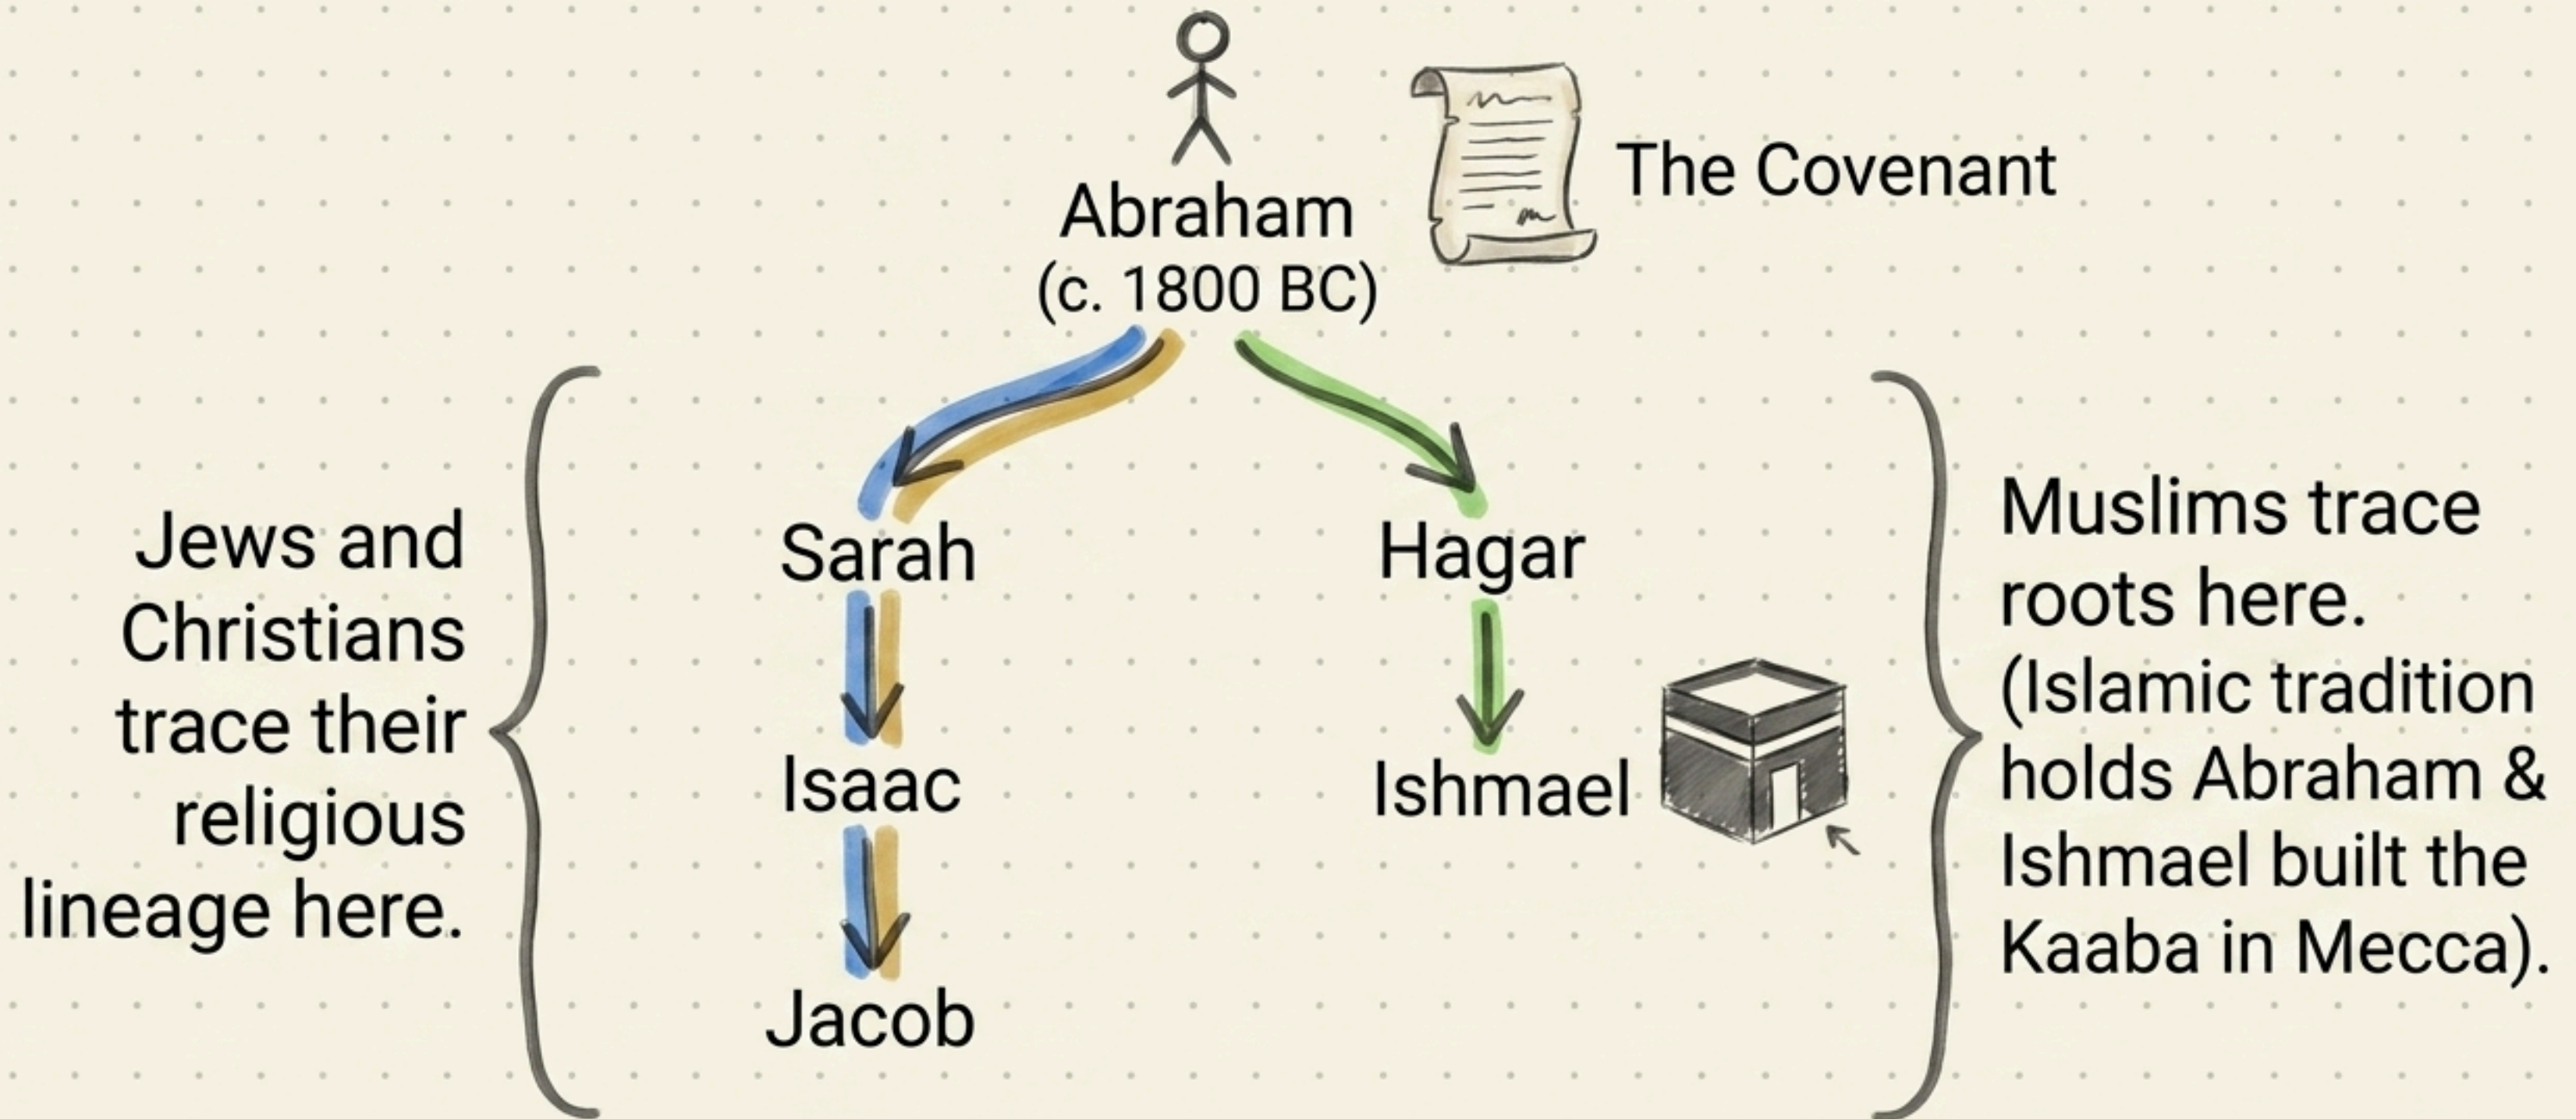 Abraham
(c. 1800 BC)
The Covenant
Jews and
Christians
trace their
religious
lineage here.
Sarah
Isaac
Jacob
Hagar
Ishmael
Muslims trace
roots here.
(Islamic tradition
holds Abraham &
Ishmael built the
Kaaba in Mecca).